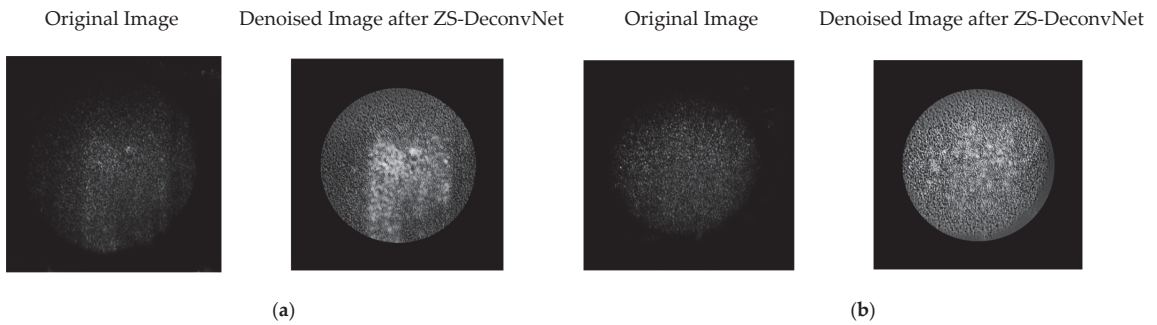 Original Image
Denoised Image after ZS-DeconvNet
Original Image
Denoised Image after ZS-DeconvNet
(a)
(b)